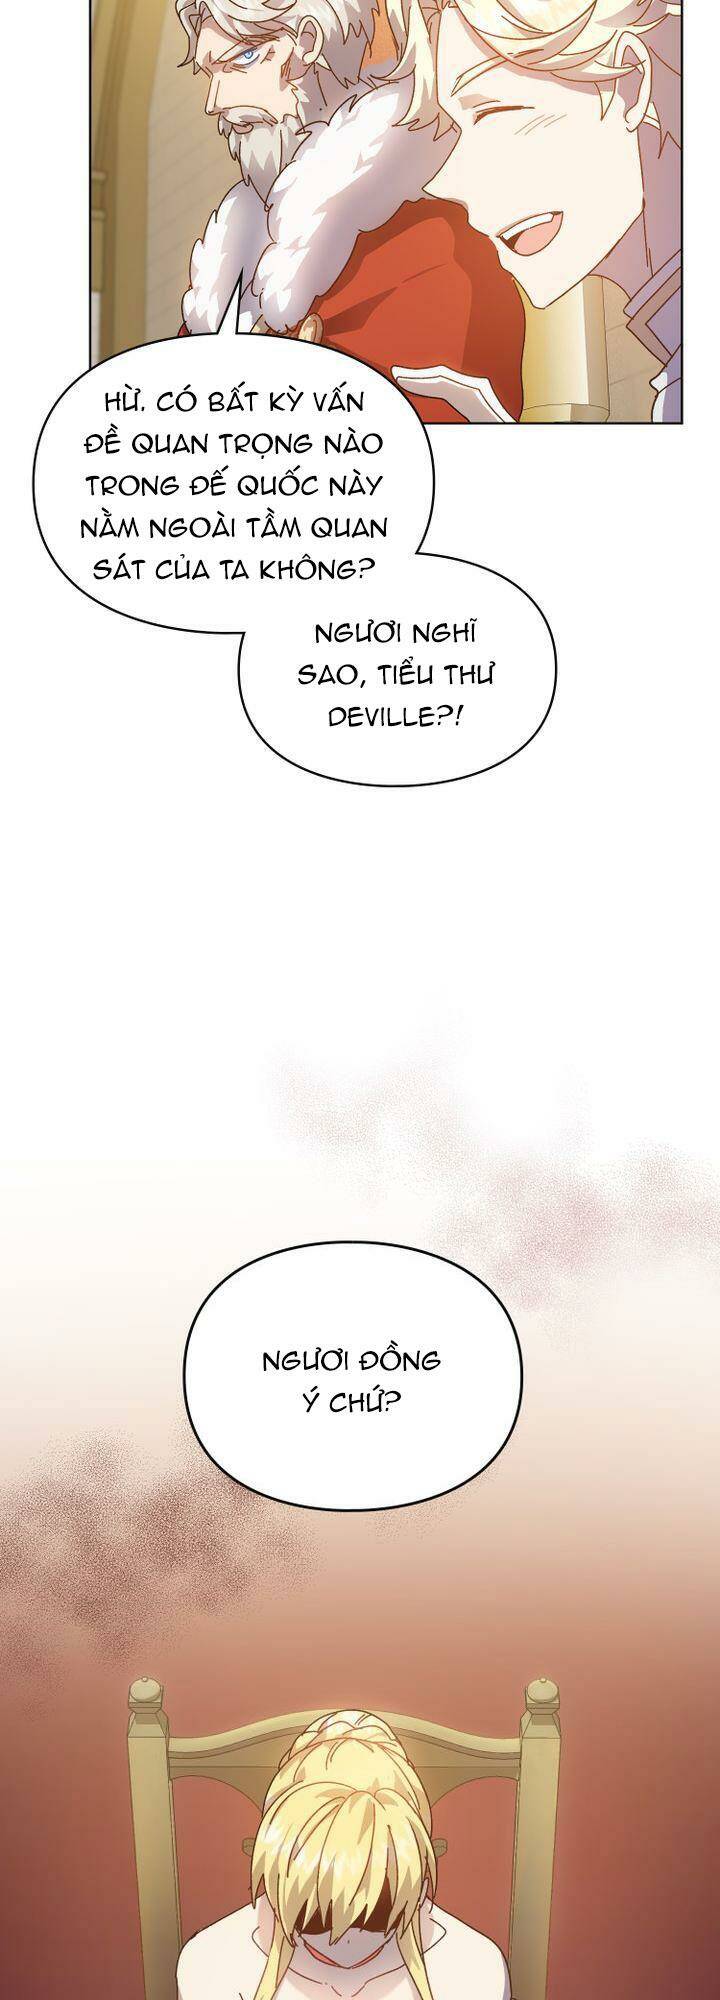 HỪ. CÓ BẤT KỲ VẤN
ĐỀ QUAN TRỌNG NÀO
TRONG ĐẾ QUỐC NÀY
NẰM NGOÀI TẦM QUAN
SÁT CỦA TA KHÔNG?
NGƯƠI NGHĨ
SAO, TIỂU THƯ
DEVILLE?!
NGƯƠI ĐỒNG
Ý CHỨ?